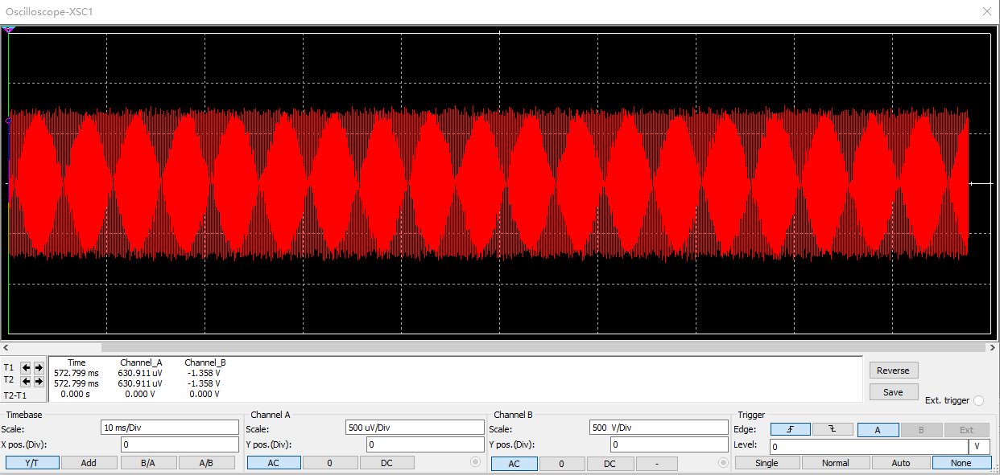 Oscilloscope-XSC1
T1
T2
T2-T1
Time Channel_A Channel_B
572.799 ms 630.911 uV -1.358 V
572.799 ms 630.911 uV -1.358 V
0.000 s 0.000 V 0.000 V
Reverse
Save
Ext. trigger
Timebase
Scale: 10 ms/Div
X pos.(Div): 0
Y/T Add B/A A/B
Channel A
Scale: 500 uV/Div
Y pos.(Div): 0
AC 0 DC
Channel B
Scale: 500 V/Div
Y pos.(Div): 0
AC 0 DC -
Trigger
Edge: A B Ext
Level: 0 V
Single Normal Auto None